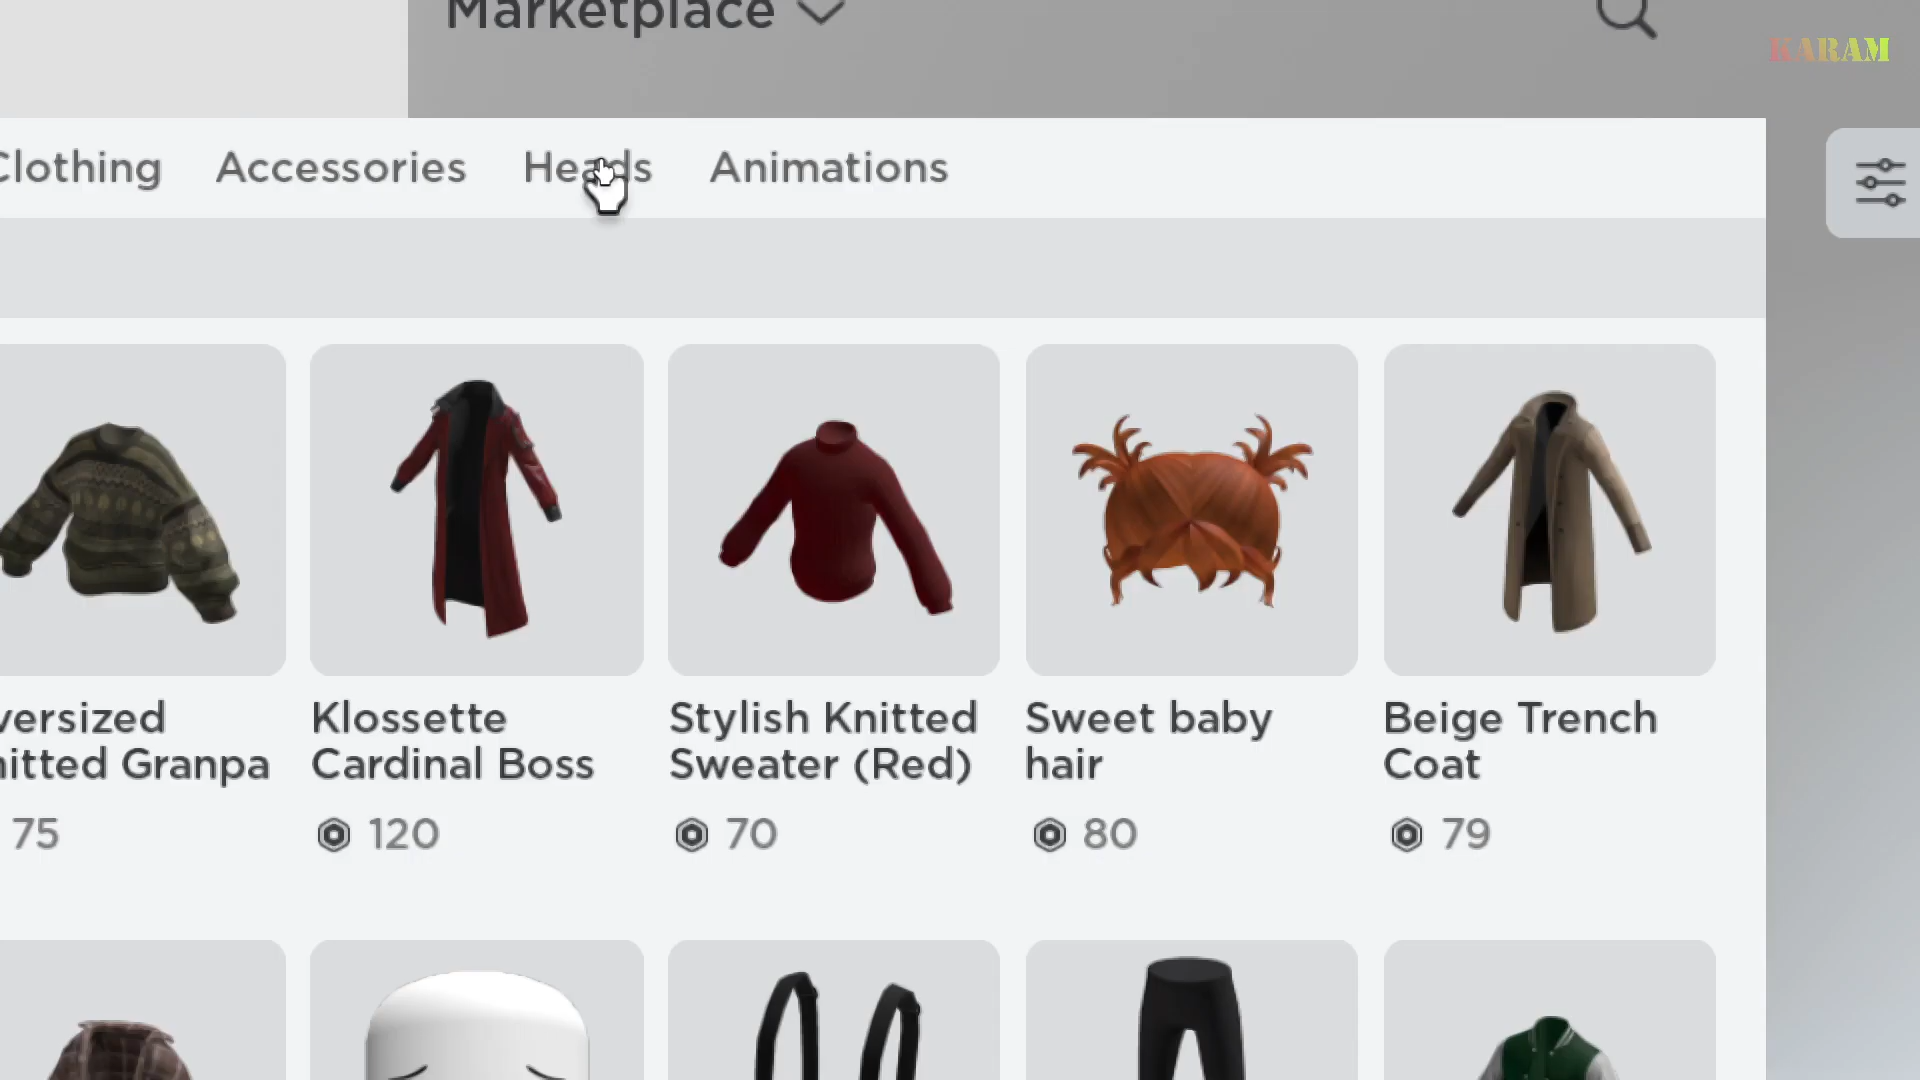 Marketplace
KARAM
Clothing Accessories Heads Animations
versized
nitted Granpa
75
Klossette
Cardinal Boss
120
Stylish Knitted
Sweater (Red)
70
Sweet baby
hair
80
Beige Trench
Coat
79